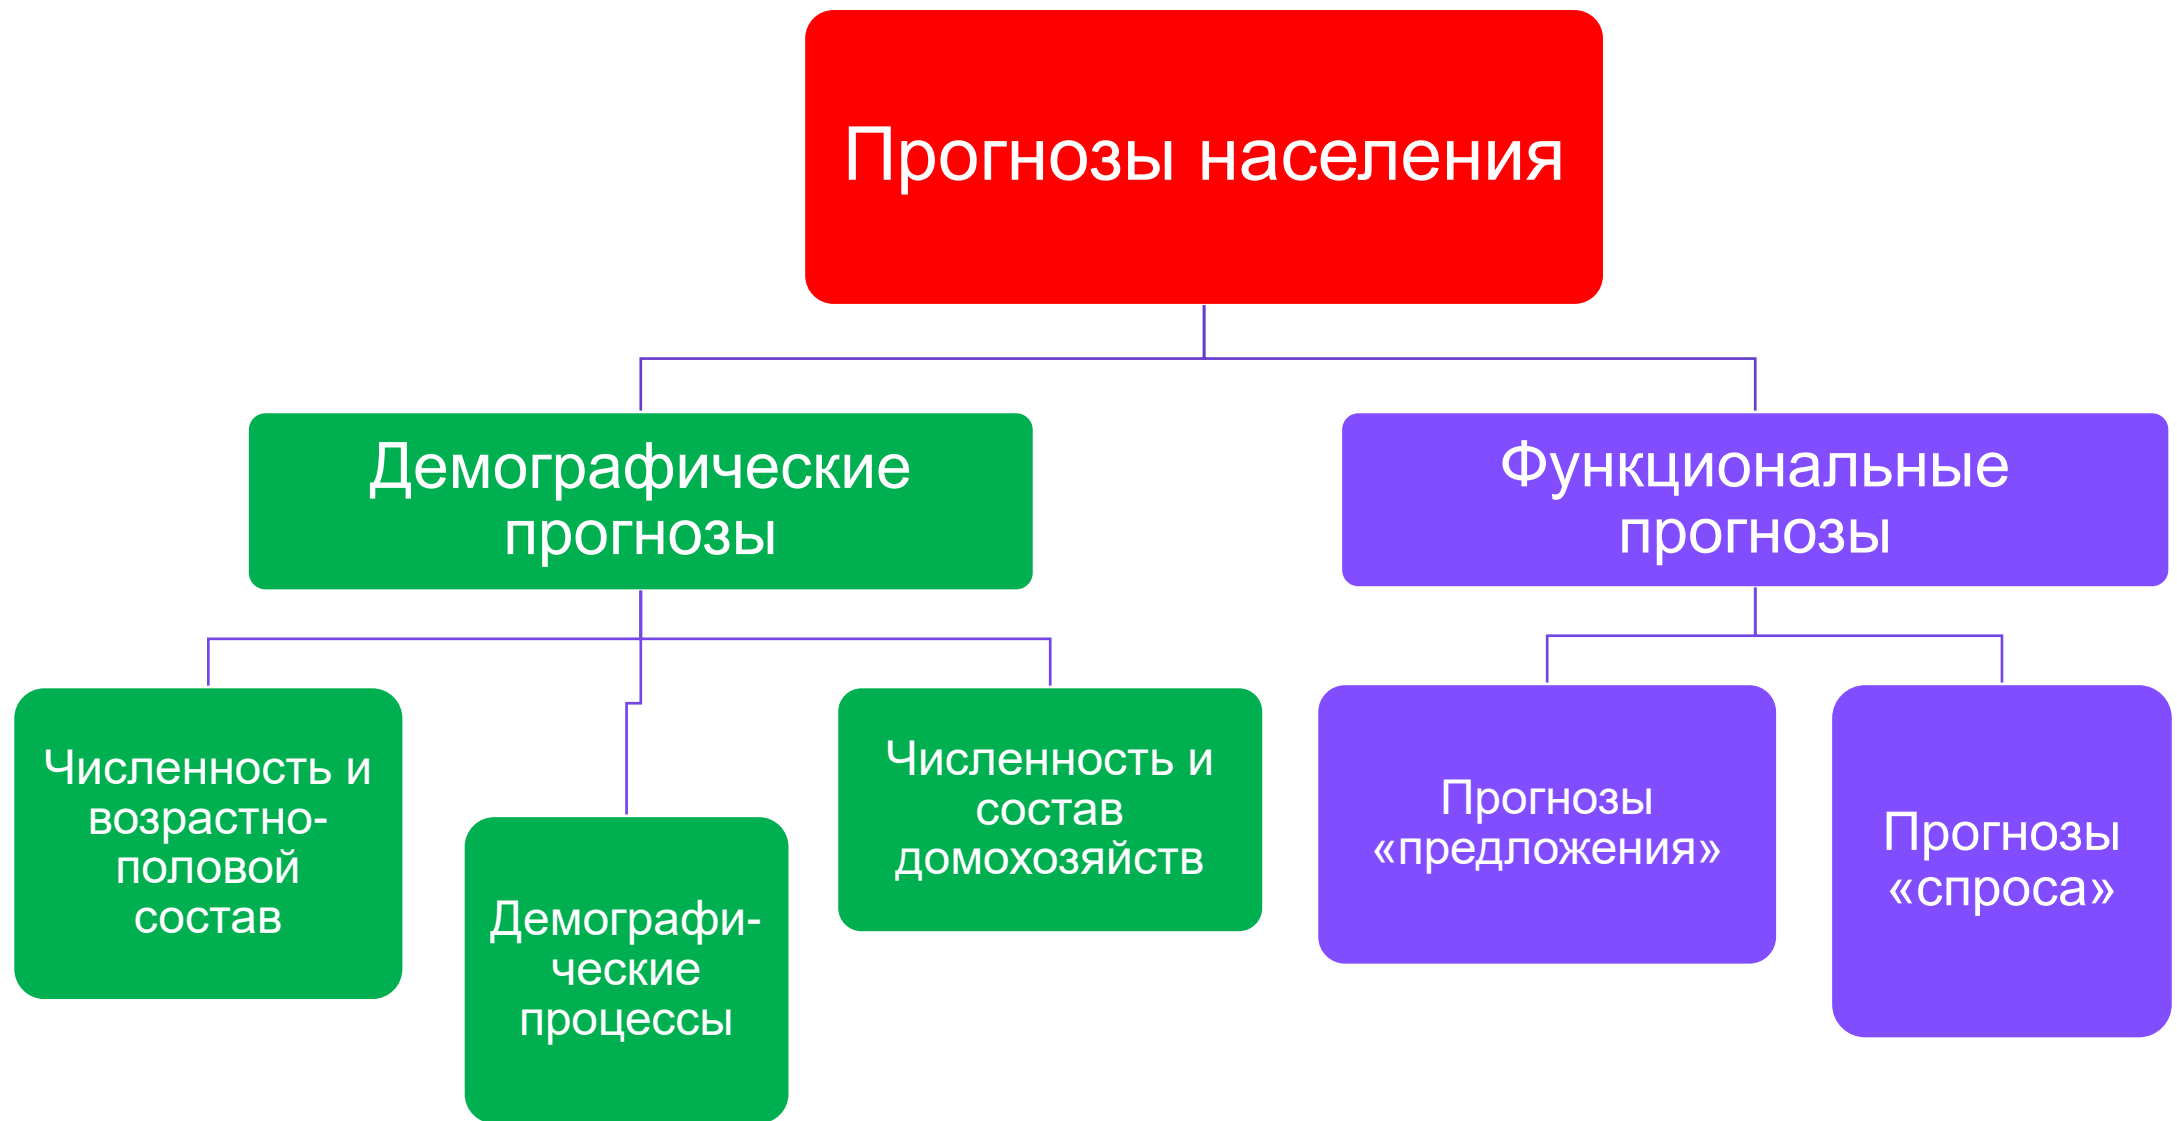 Прогнозы населения
Демографические
прогнозы
Функциональные
прогнозы
Численность и
возрастно-
половой
состав
Демографи-
ческие
процессы
Численность и
состав
домохозяйств
Прогнозы
«предложения»
Прогнозы
«спроса»